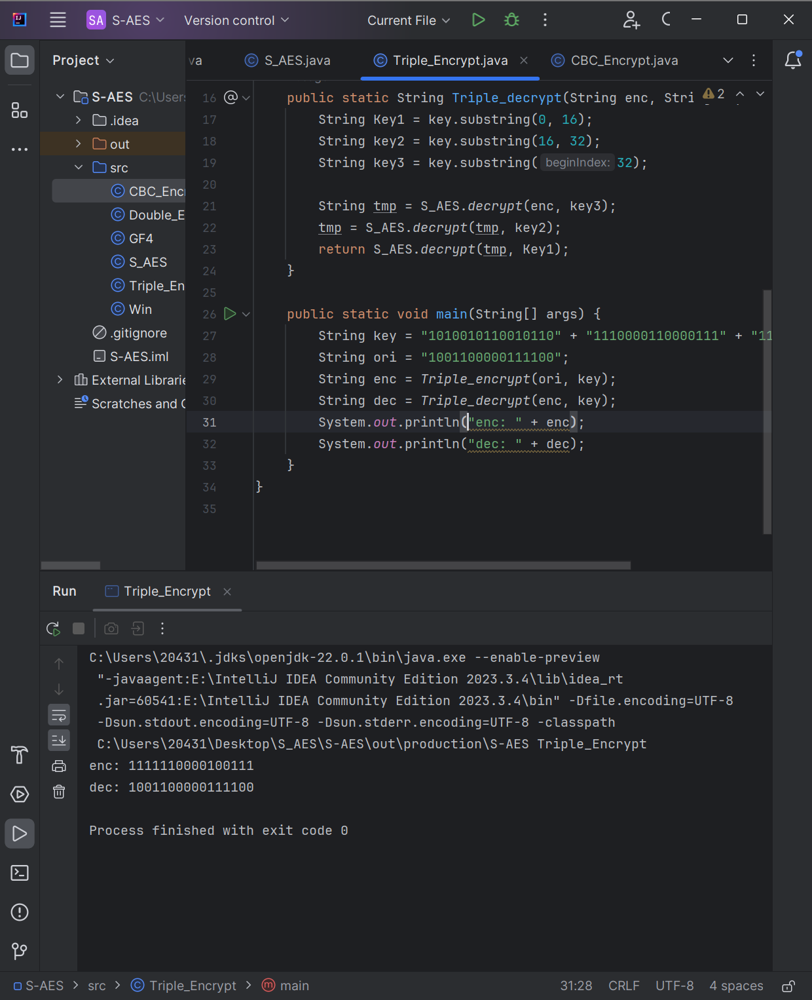 SA S-AES Version control Current File
Project
va S_AES.java Triple_Encrypt.java CBC_Encrypt.java
S-AES C:\Users
.idea
out
src
CBC_Encr
Double_E
GF4
S_AES
Triple_En
Win
.gitignore
S-AES.iml
External Librarie
Scratches and C
2
16 public static String Triple_decrypt(String enc, Stri
17 String Key1 = key.substring(0, 16);
18 String key2 = key.substring(16, 32);
19 String key3 = key.substring( beginIndex: 32);
20
21 String tmp = S_AES.decrypt(enc, key3);
22 tmp = S_AES.decrypt(tmp, key2);
23 return S_AES.decrypt(tmp, Key1);
24 }
25
26 public static void main(String[] args) {
27 String key = "1010010110010110" + "1110000110000111" + "11
28 String ori = "1001100000111100";
29 String enc = Triple_encrypt(ori, key);
30 String dec = Triple_decrypt(enc, key);
31 System.out.println("enc: " + enc);
32 System.out.println("dec: " + dec);
33 }
34 }
35
Run Triple_Encrypt
C:\Users\20431\.jdks\openjdk-22.0.1\bin\java.exe --enable-preview
"-javaagent:E:\IntelliJ IDEA Community Edition 2023.3.4\lib\idea_rt
.jar=60541:E:\IntelliJ IDEA Community Edition 2023.3.4\bin" -Dfile.encoding=UTF-8
-Dsun.stdout.encoding=UTF-8 -Dsun.stderr.encoding=UTF-8 -classpath
C:\Users\20431\Desktop\S_AES\S-AES\out\production\S-AES Triple_Encrypt
enc: 1111110000100111
dec: 1001100000111100
Process finished with exit code 0
S-AES > src > Triple_Encrypt > main 31:28 CRLF UTF-8 4 spaces